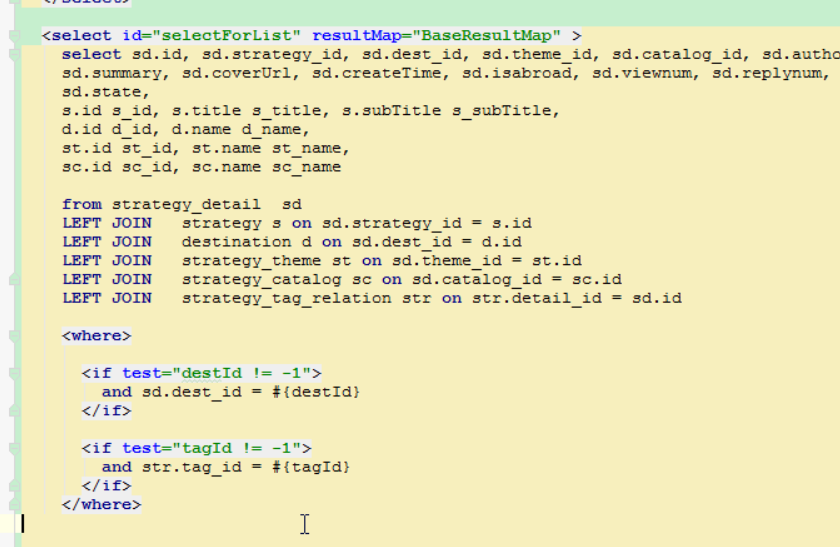 <select id="selectForList" resultMap="BaseResultMap" >
select sd.id, sd.strategy_id, sd.dest_id, sd.theme_id, sd.catalog_id,
sd.summary, sd.coverUrl, sd.createTime, sd.isabroad, sd.viewnum, sd.replynum,
sd.state,
s.id s_id, s.title s_title, s.subTitle s_subTitle,
d.id d_id, d.name d_name,
st.id st_id, st.name st_name,
sc.id sc_id, sc.name sc_name
from strategy_detail sd
LEFT JOIN strategy s on sd.strategy_id = s.id
LEFT JOIN destination d on sd.dest_id = d.id
LEFT JOIN strategy_theme st on sd.theme_id = st.id
LEFT JOIN strategy_catalog sc on sd.catalog_id = sc.id
LEFT JOIN strategy_tag_relation str on str.detail_id = sd.id
<where>
<if test="destId != -1">
and sd.dest_id = #{destId}
</if>
<if test="tagId != -1">
and str.tag_id = #{tagId}
</if>
</where>